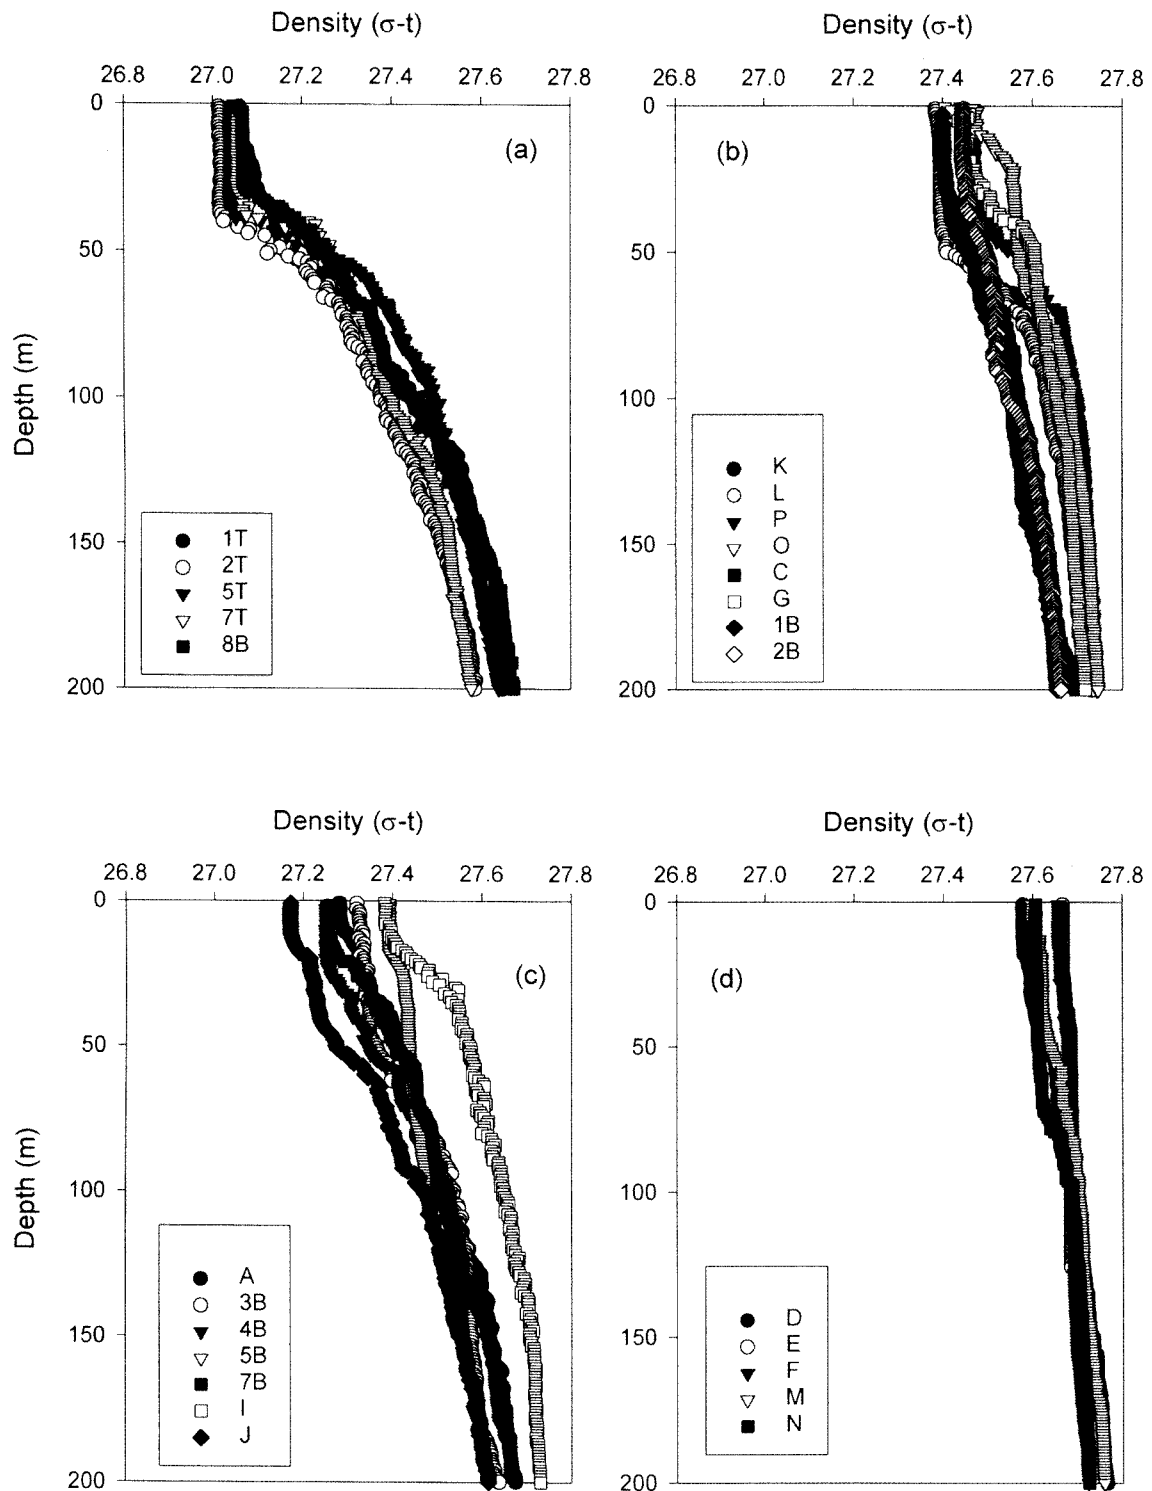 Density (σ-t)
26.8 27.0 27.2 27.4 27.6 27.8
0
50
100
150
200
Depth (m)
(a)
1T
2T
5T
7T
8B
Density (σ-t)
26.8 27.0 27.2 27.4 27.6 27.8
0
50
100
150
200
(b)
K
L
P
O
C
G
1B
2B
Density (σ-t)
26.8 27.0 27.2 27.4 27.6 27.8
0
50
100
150
200
Depth (m)
(c)
A
3B
4B
5B
7B
I
J
Density (σ-t)
26.8 27.0 27.2 27.4 27.6 27.8
0
50
100
150
200
(d)
D
E
F
M
N